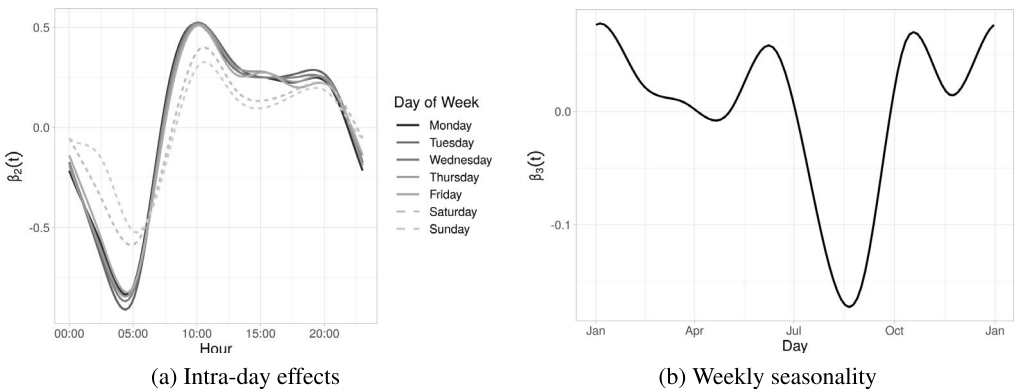 0.5
0.0
-0.5
β₂(t)
00:00 05:00 10:00 15:00 20:00
Hour
Day of Week
Monday
Tuesday
Wednesday
Thursday
Friday
Saturday
Sunday
(a) Intra-day effects
0.0
-0.1
β₃(t)
Jan Apr Jul Oct Jan
Day
(b) Weekly seasonality